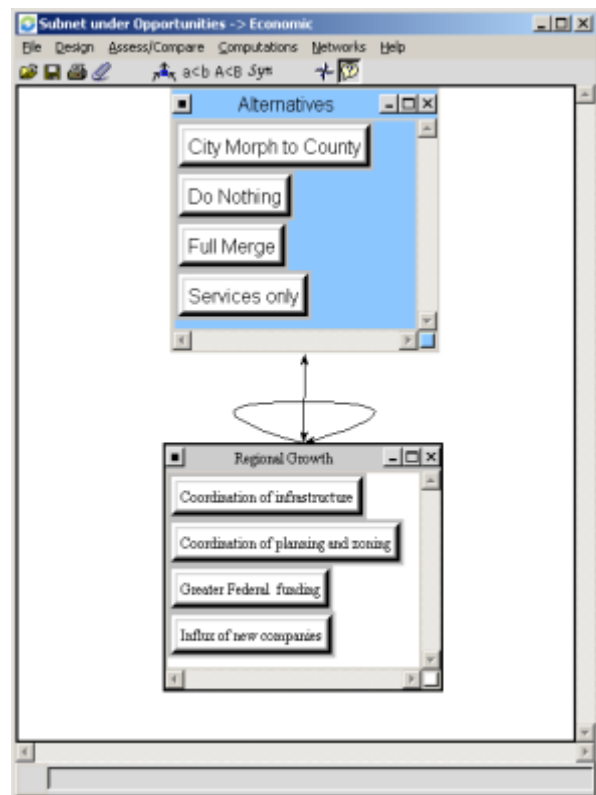 Subnet under Opportunities -> Economic
File Design Assess/Compare Computations Networks Help
a<b A<B Syn
Alternatives
City Morph to County
Do Nothing
Full Merge
Services only
Regional Growth
Coordination of infrastructure
Coordination of planning and zoning
Greater Federal funding
Influx of new companies